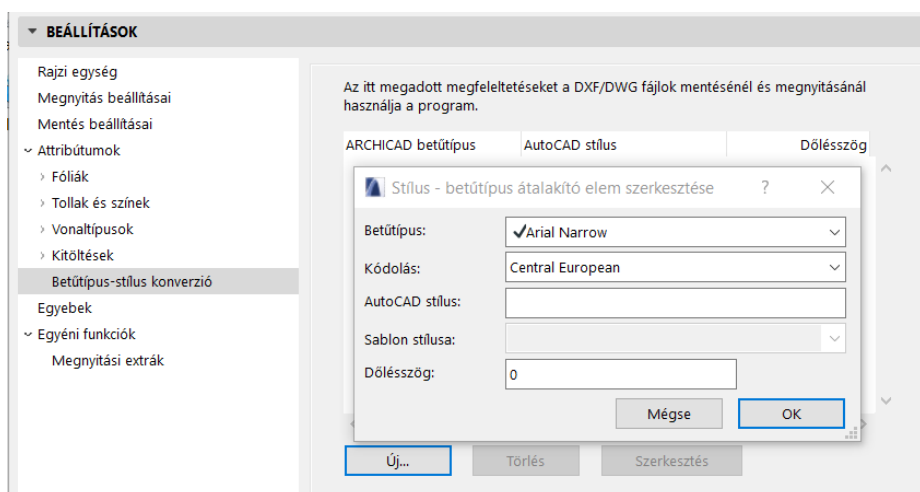 BEÁLLÍTÁSOK
Rajzi egység
Megnyitás beállításai
Mentés beállításai
Attribútumok
Fóliák
Tollak és színek
Vonaltípusok
Kitöltések
Betűtípus-stílus konverzió
Egyebek
Egyéni funkciók
Megnyitási extrák
Az itt megadott megfeleltetéseket a DXF/DWG fájlok mentésénél és megnyitásánál
használja a program.
ARCHICAD betűtípus AutoCAD stílus Dőlésszög
Stílus - betűtípus átalakító elem szerkesztése ?
Betűtípus: Arial Narrow
Kódolás: Central European
AutoCAD stílus:
Sablon stílusa:
Dőlésszög: 0
Mégse OK
Új... Törlés Szerkesztés